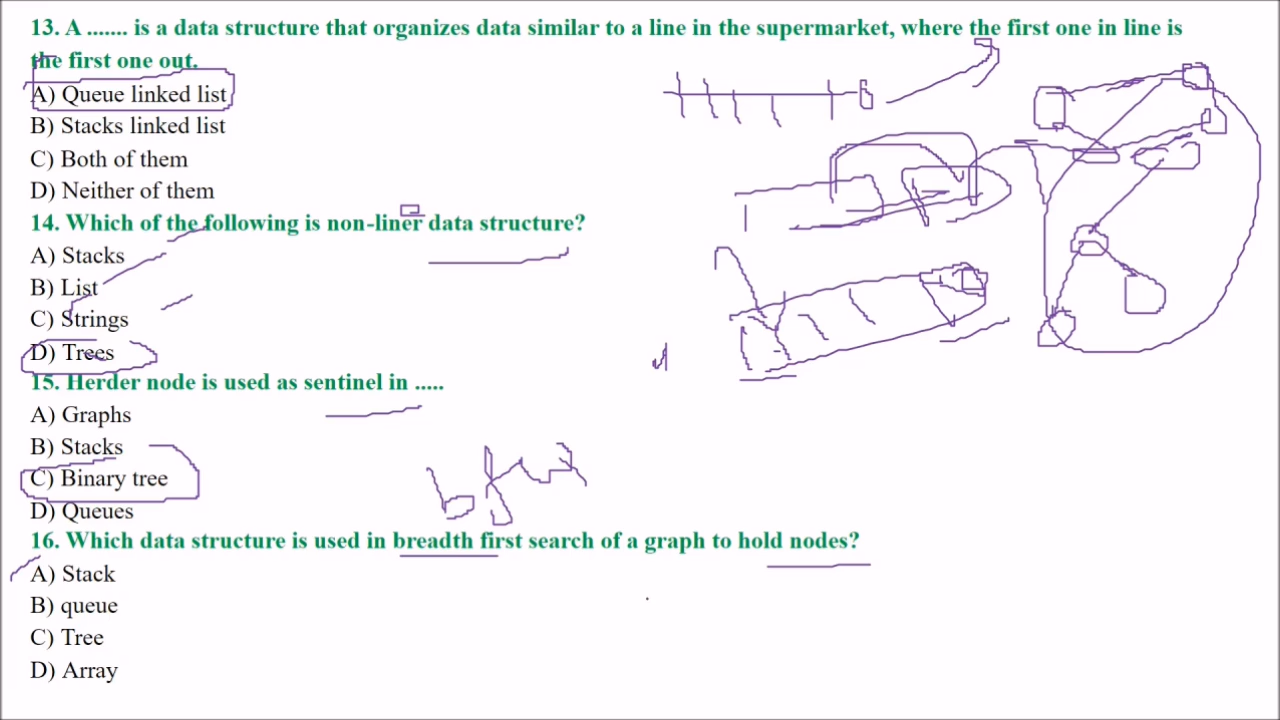 13. A ....... is a data structure that organizes data similar to a line in the supermarket, where the first one in line is
the first one out.
A) Queue linked list
B) Stacks linked list
C) Both of them
D) Neither of them
14. Which of the following is non-liner data structure?
A) Stacks
B) List
C) Strings
D) Trees
15. Herder node is used as sentinel in .....
A) Graphs
B) Stacks
C) Binary tree
D) Queues
16. Which data structure is used in breadth first search of a graph to hold nodes?
A) Stack
B) queue
C) Tree
D) Array